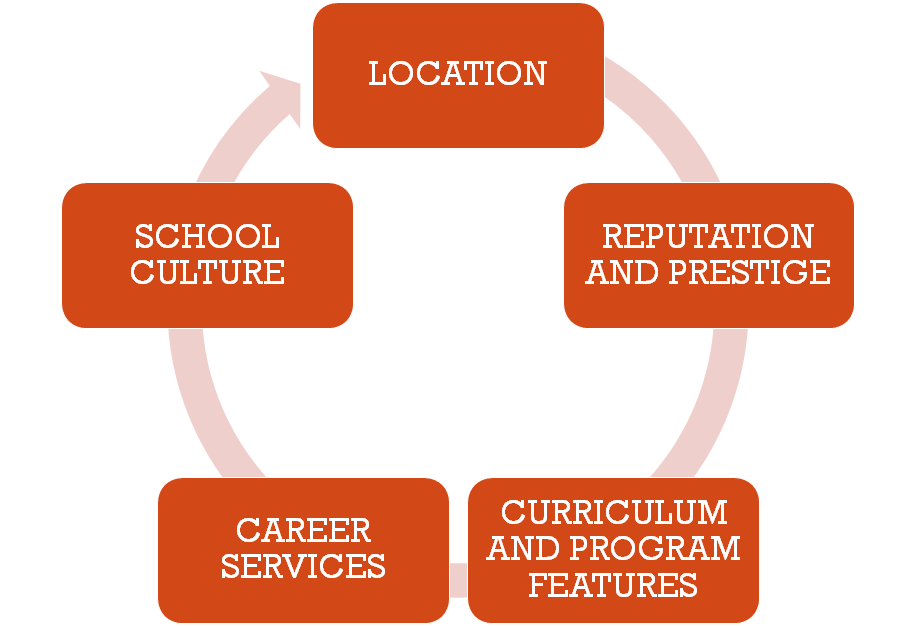 LOCATION
REPUTATION
AND PRESTIGE
CURRICULUM
AND PROGRAM
FEATURES
CAREER
SERVICES
SCHOOL
CULTURE